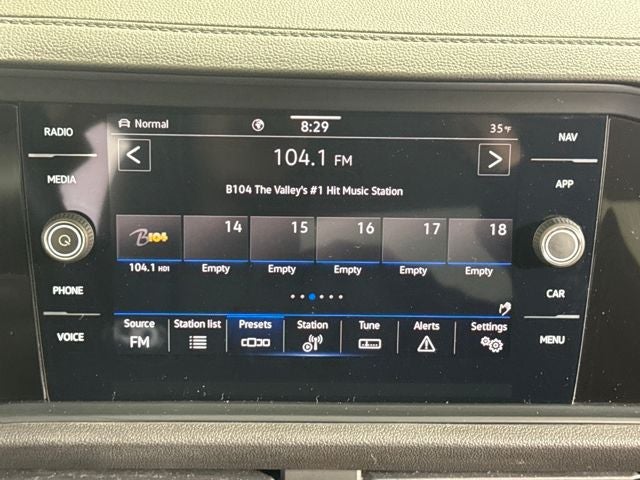 RADIO
Normal
8:29
35°F
NAV
<
104.1 FM
>
MEDIA
APP
B104 The Valley's #1 Hit Music Station
B104
14
15
16
17
18
104.1 HD1
Empty
Empty
Empty
Empty
Empty
PHONE
CAR
Source
Station list
Presets
Station
Tune
Alerts
Settings
FM
VOICE
MENU